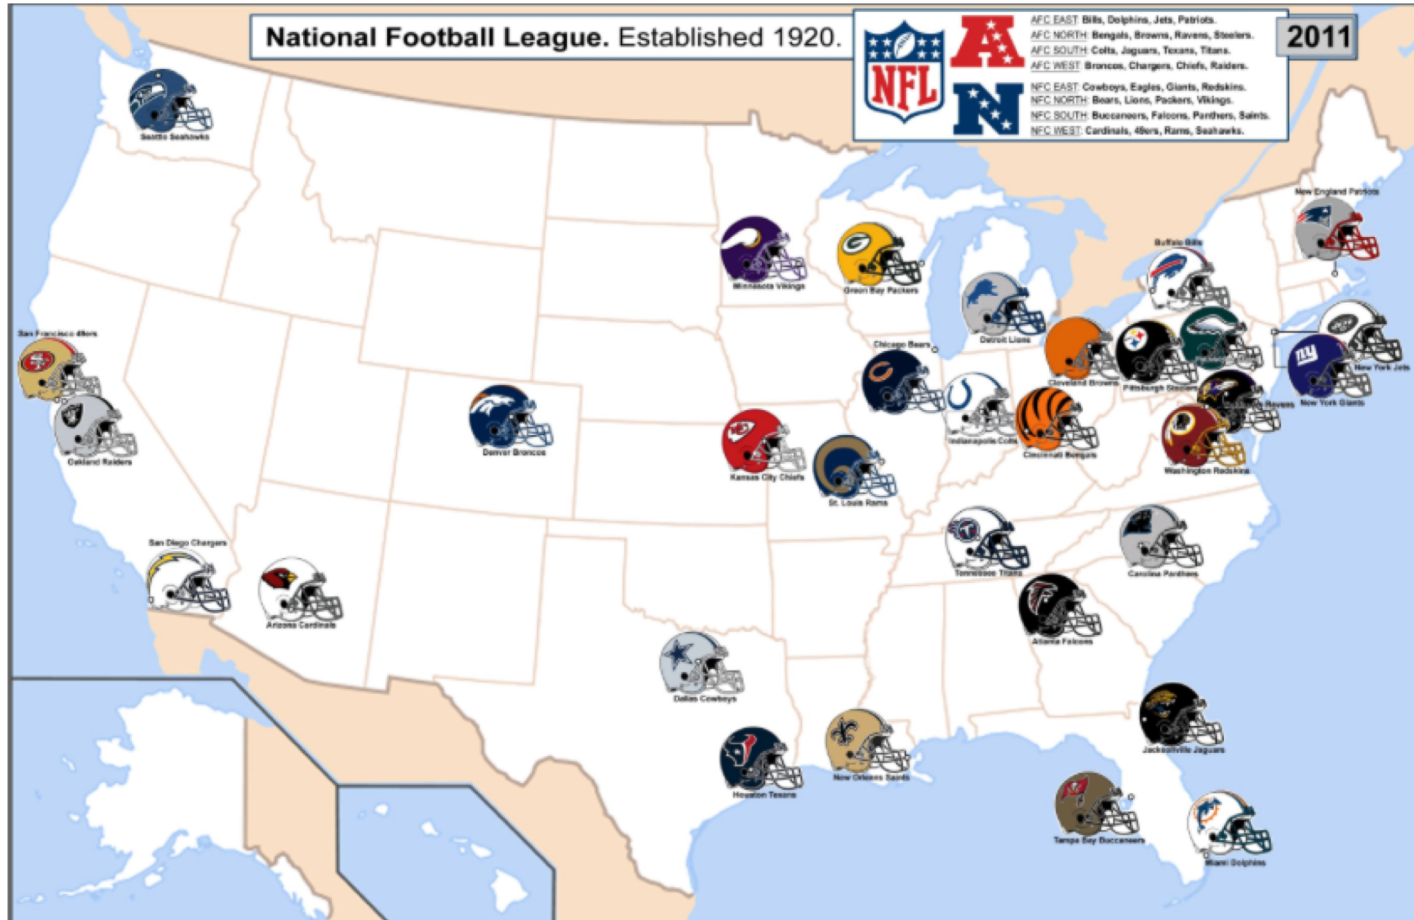 National Football League. Established 1920.
NFL
A
N
AFC EAST: Bills, Dolphins, Jets, Patriots.
AFC NORTH: Bengals, Browns, Ravens, Steelers.
AFC SOUTH: Colts, Jaguars, Texans, Titans.
AFC WEST: Broncos, Chargers, Chiefs, Raiders.
NFC EAST: Cowboys, Eagles, Giants, Redskins.
NFC NORTH: Bears, Lions, Packers, Vikings.
NFC SOUTH: Buccaneers, Falcons, Panthers, Saints.
NFC WEST: Cardinals, 49ers, Rams, Seahawks.
2011
Seattle Seahawks
New England Patriots
Buffalo Bills
Minnesota Vikings
Green Bay Packers
Detroit Lions
San Francisco 49ers
Chicago Bears
New York Jets
ny
Cleveland Browns
Pittsburgh Steelers
New York Giants
Ravens
Oakland Raiders
Denver Broncos
Indianapolis Colts
Cincinnati Bengals
Washington Redskins
Kansas City Chiefs
St. Louis Rams
San Diego Chargers
Tennessee Titans
Carolina Panthers
Arizona Cardinals
Atlanta Falcons
Dallas Cowboys
Jacksonville Jaguars
New Orleans Saints
Houston Texans
Tampa Bay Buccaneers
Miami Dolphins